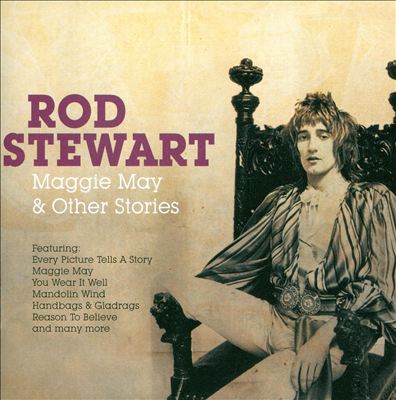 ROD
STEWART
Maggie May
& Other Stories
Featuring:
Every Picture Tells A Story
Maggie May
You Wear It Well
Mandolin Wind
Handbags & Gladrags
Reason To Believe
and many more